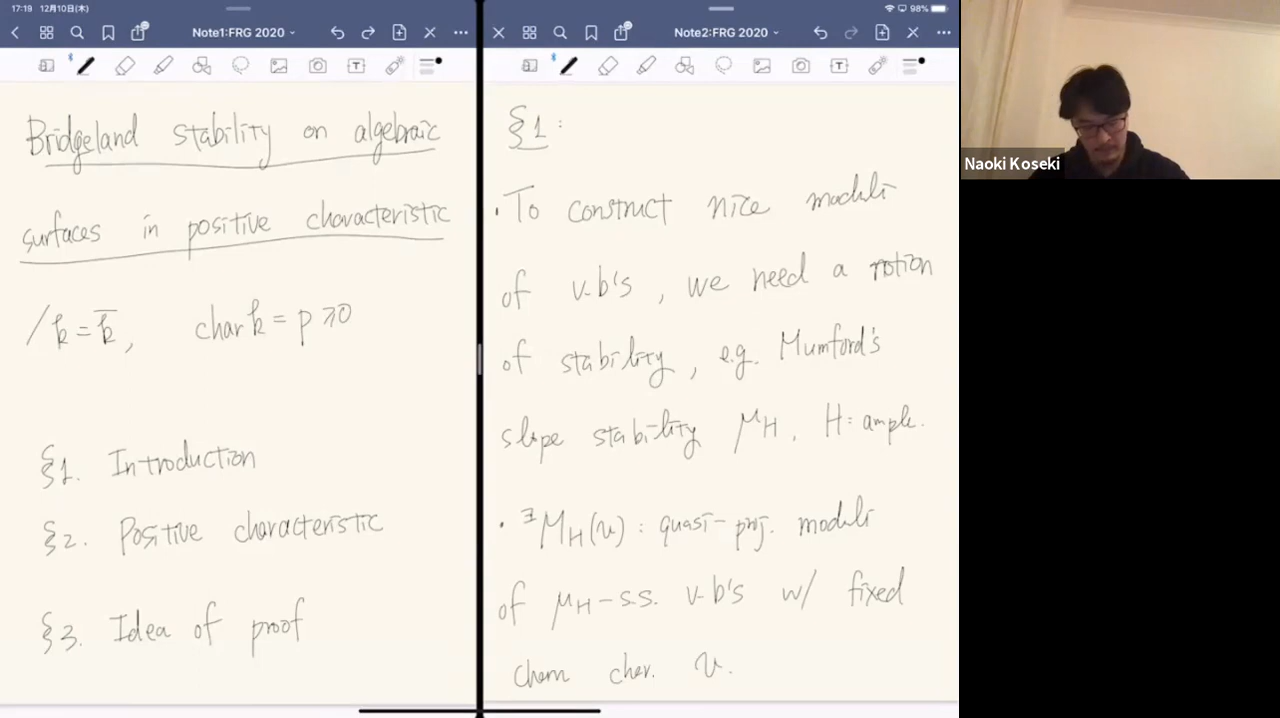 17:19 12月10日(木)
98%
Note1:FRG 2020
Note2:FRG 2020
Bridgeland stability on algebraic
surfaces in positive characteristic
/k = k̅, char k = p ≥ 0
§1. Introduction
§2. Positive characteristic
§3. Idea of proof
§1:
・To construct nice moduli
of v.b's, we need a notion
of stability, e.g. Mumford's
slope stability μH. H: ample.
・∃MH(v): quasi-proj. moduli
of μH-s.s. v.b's w/ fixed
chern cher. v.
Naoki Koseki